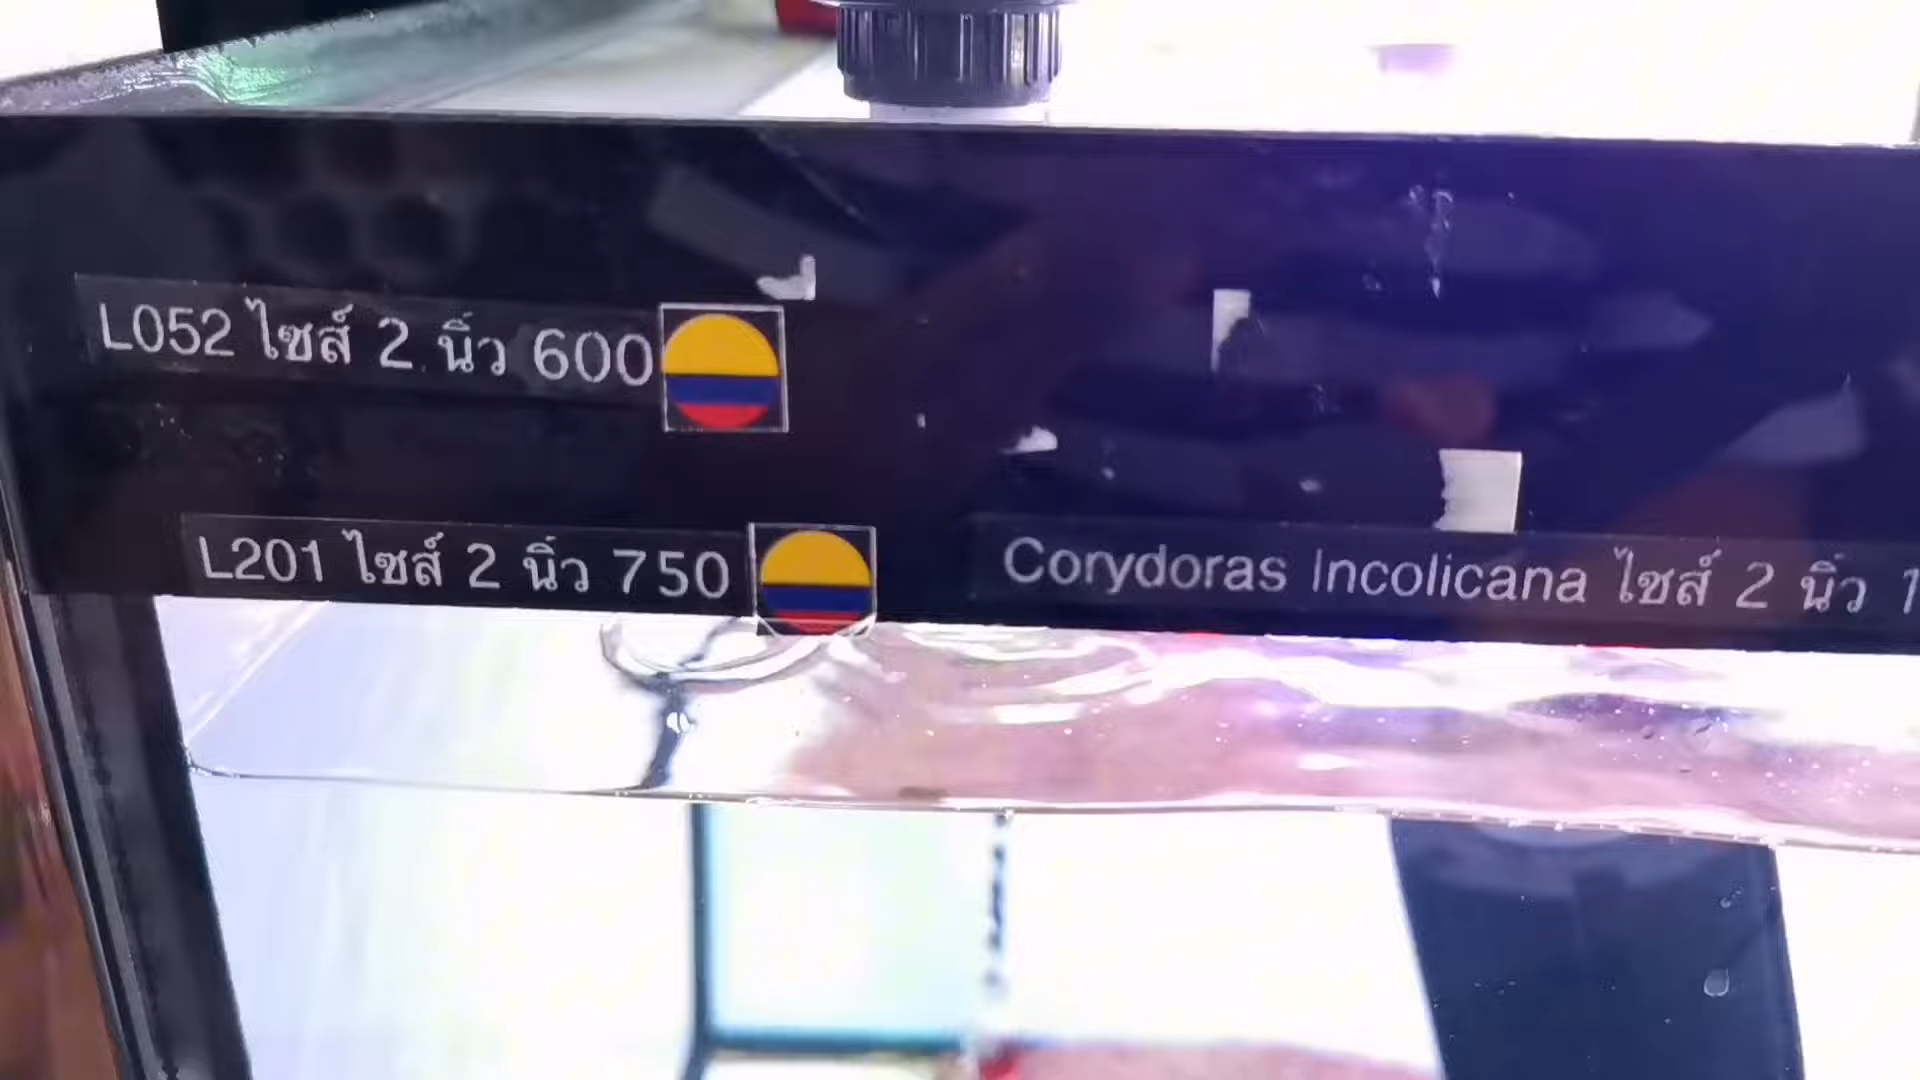 L052 ไซส์ 2 นิ้ว 600
L201 ไซส์ 2 นิ้ว 750
Corydoras Incolicana ไซส์ 2 นิ้ว